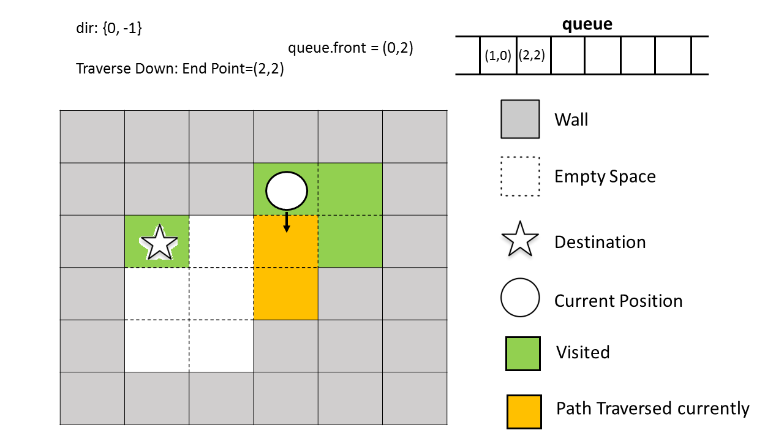 dir: {0, -1}
queue.front = (0,2)
Traverse Down: End Point=(2,2)
queue
(1,0) (2,2)
Wall
Empty Space
Destination
Current Position
Visited
Path Traversed currently